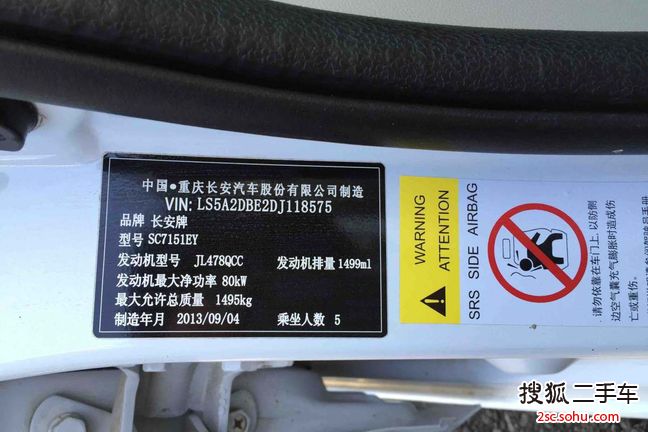 中国●重庆长安汽车股份有限公司制造
VIN: LS5A2DBE2DJ118575
品牌 长安牌
型号 SC7151EY
发动机型号 JL478QCC 发动机排量 1499ml
发动机最大净功率 80kW
最大允许总质量 1495kg
制造年月 2013/09/04 乘坐人数 5
WARNING
ATTENTION
SRS SIDE AIRBAG
请勿依靠在车门上, 以防侧
边空气囊充气膨胀时造成伤
亡或重伤。
搜狐二手车
2sc.sohu.com